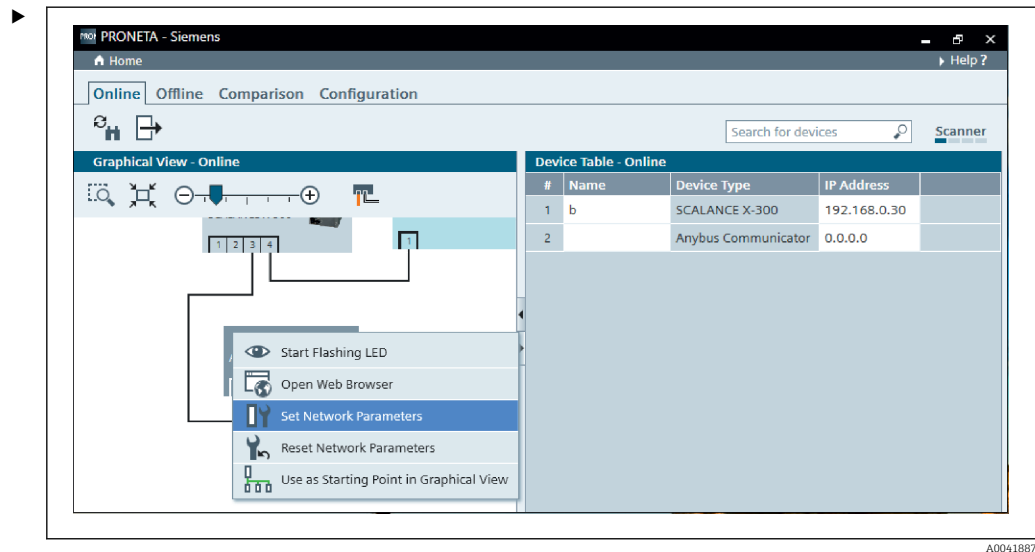 PRONETA - Siemens
Home
Help ?
Online Offline Comparison Configuration
Search for devices
Scanner
Graphical View - Online
Device Table - Online
# Name Device Type IP Address
1 b SCALANCE X-300 192.168.0.30
2 Anybus Communicator 0.0.0.0
1 2 3 4
1
Start Flashing LED
Open Web Browser
Set Network Parameters
Reset Network Parameters
Use as Starting Point in Graphical View
A0041887